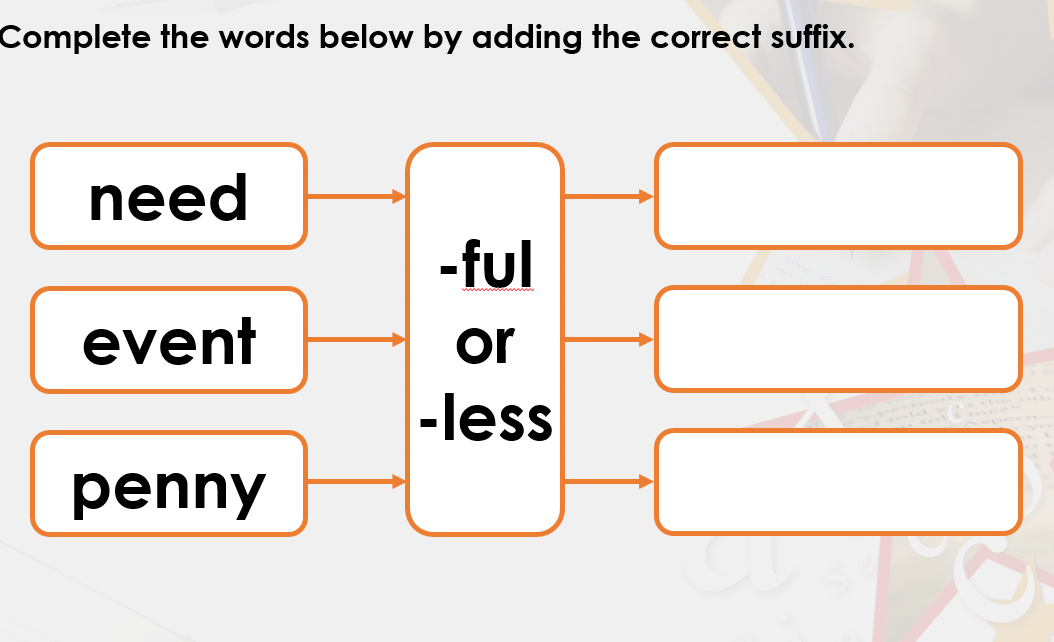 Complete the words below by adding the correct suffix.
need
event
penny
-ful
or
-less